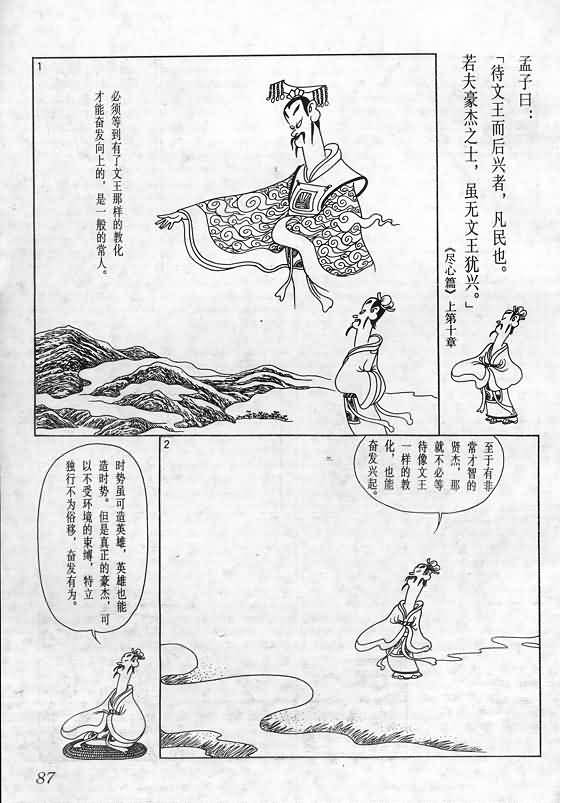 孟子曰：
「待文王而后兴者，凡民也。
若夫豪杰之士，虽无文王犹兴。」
《尽心篇》上第十章
1
必须等到有了文王那样的教化
才能奋发向上的，是一般的常人。
2
至于有非
常才智的
贤杰，那
就不必等
待像文王
一样的教
化，也能
奋发兴起。
时势虽可造英雄，英雄也能
造时势。但是真正的豪杰，可
以不受环境的束缚，特立
独行不为俗移，奋发有为。
87